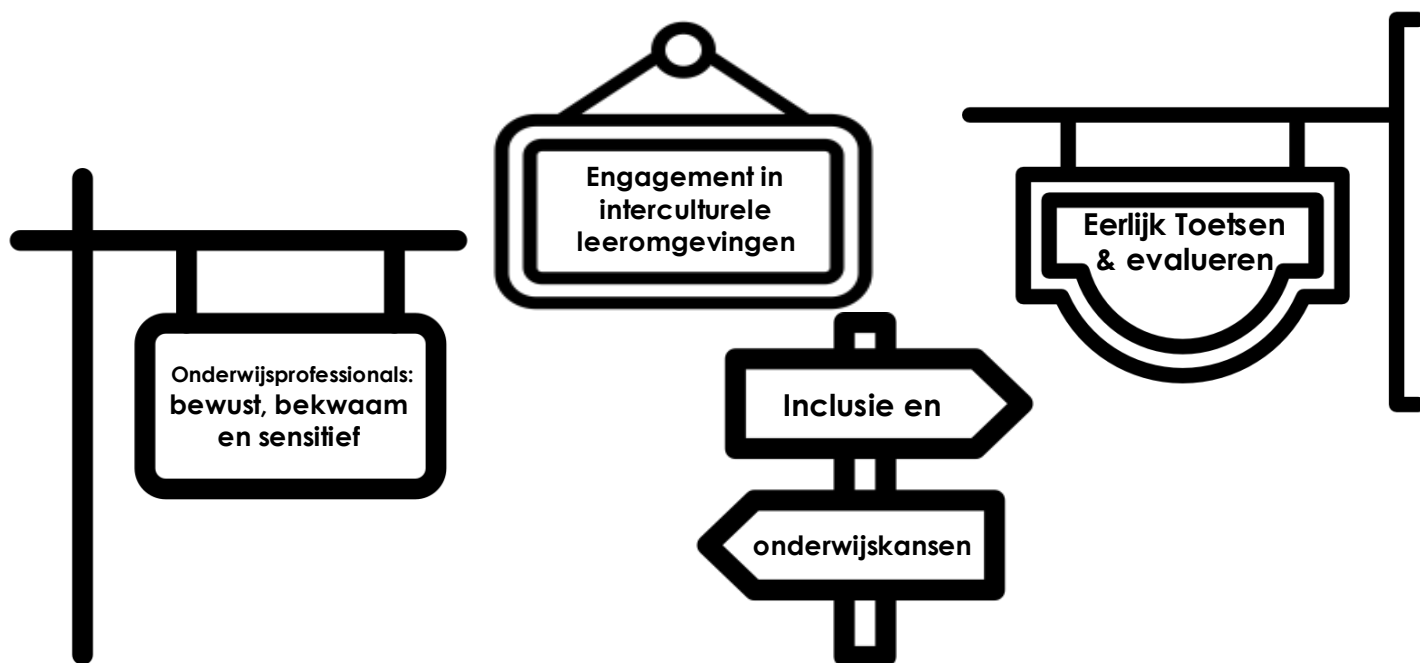 Engagement in
interculturele
leeromgevingen
Eerlijk Toetsen
& evalueren
Onderwijsprofessionals:
bewust, bekwaam
en sensitief
Inclusie en
onderwijskansen